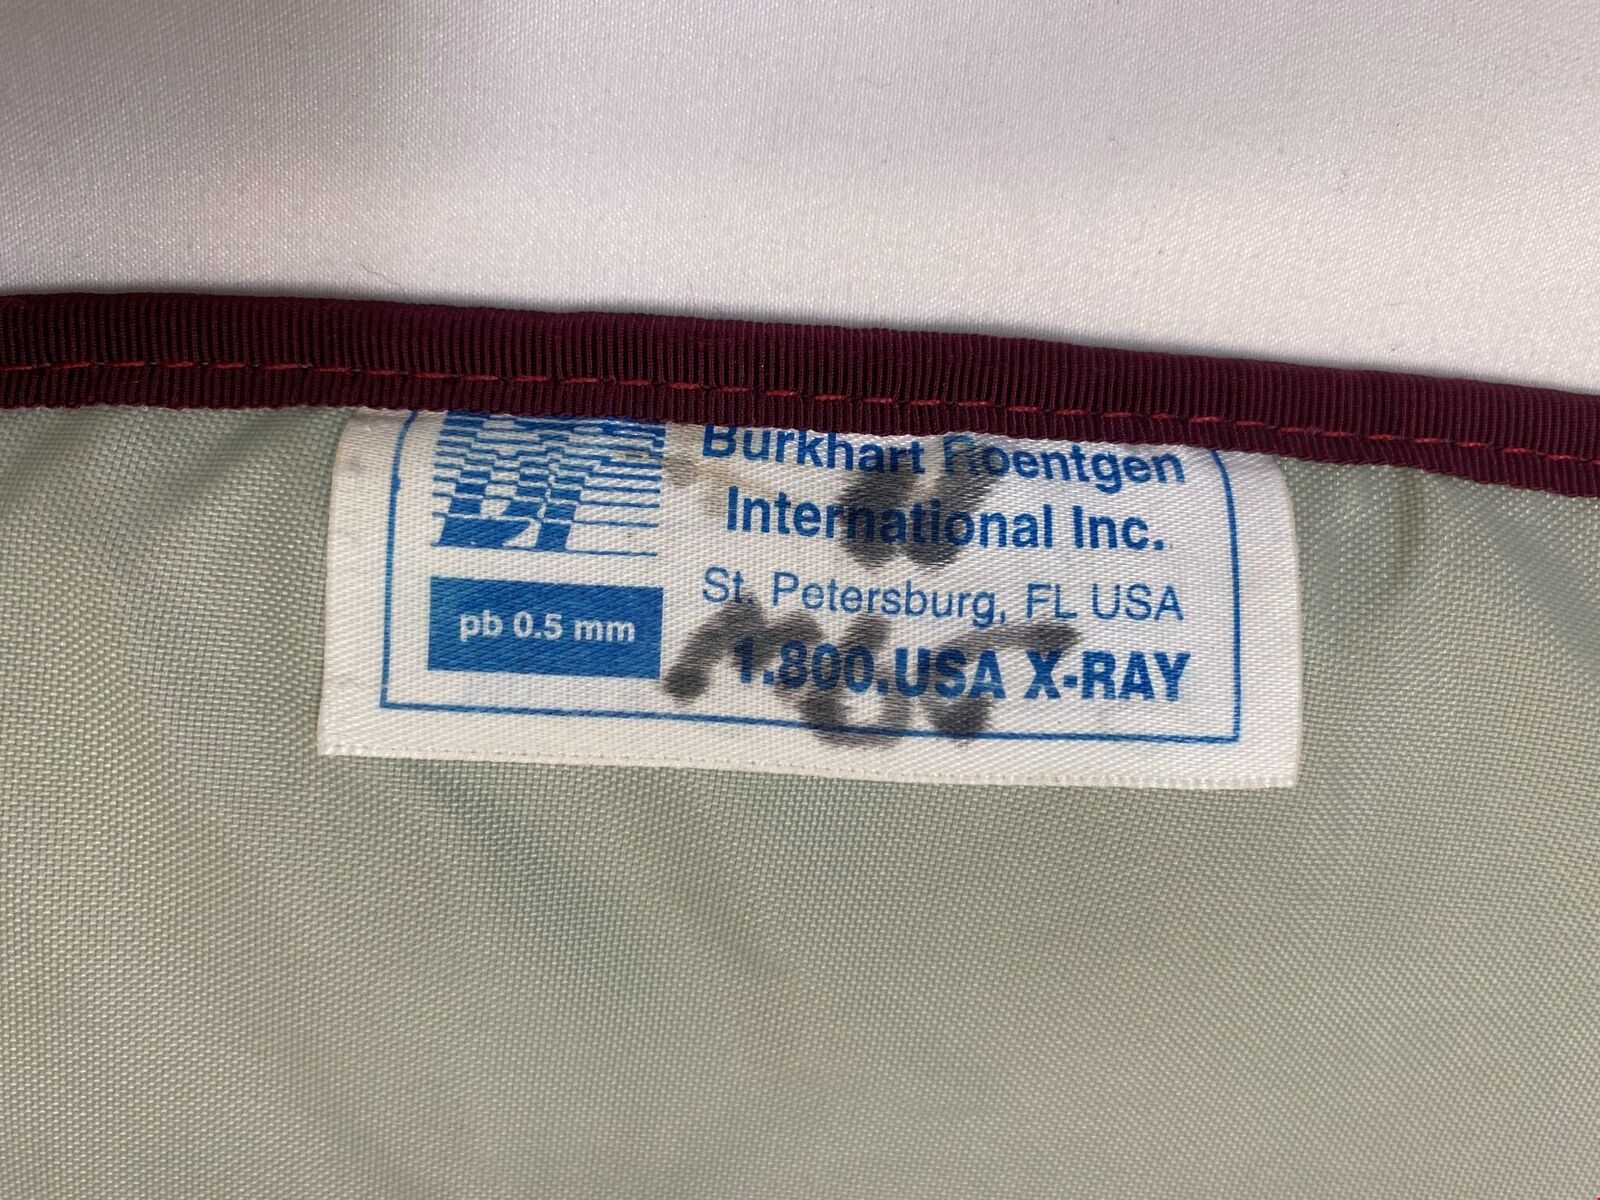 Burkhart Roentgen
International Inc.
St. Petersburg, FL USA
1.800.USA X-RAY
pb 0.5 mm